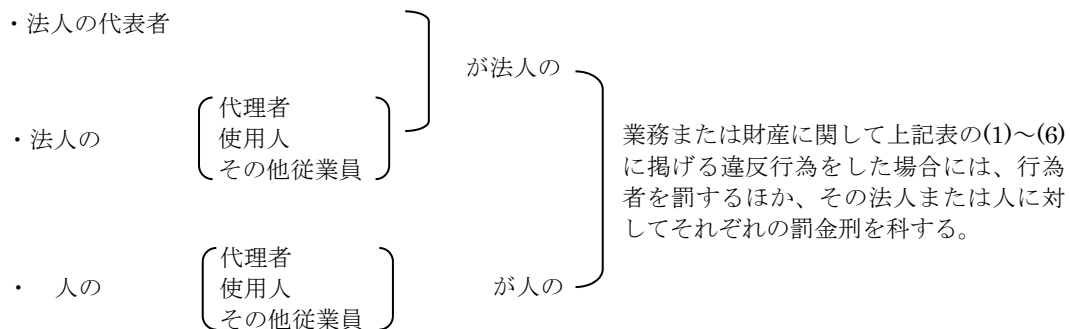 ・法人の代表者
が法人の
・法人の
代理者
使用人
その他従業員
業務または財産に関して上記表の(1)～(6)
に掲げる違反行為をした場合には、行為
者を罰するほか、その法人または人に対
してそれぞれの罰金刑を科する。
・　人の
代理者
使用人
その他従業員
が人の